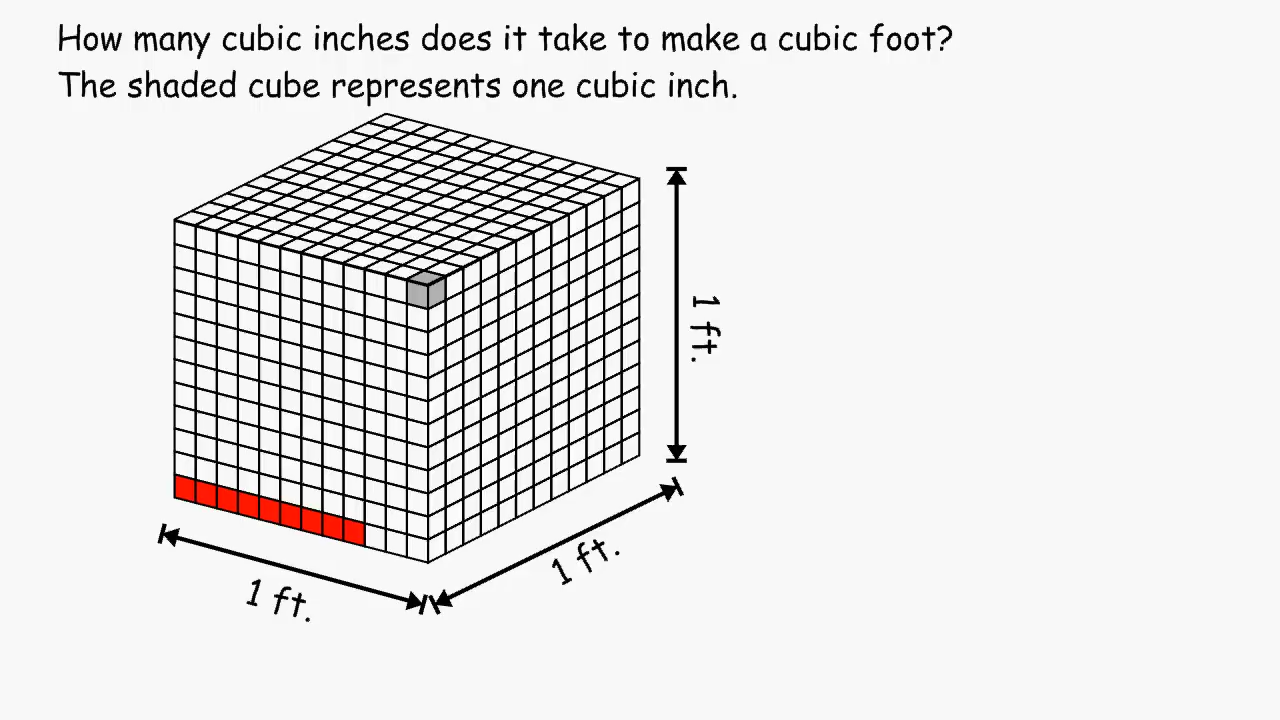 How many cubic inches does it take to make a cubic foot?
The shaded cube represents one cubic inch.
1 ft.
1 ft.
1 ft.